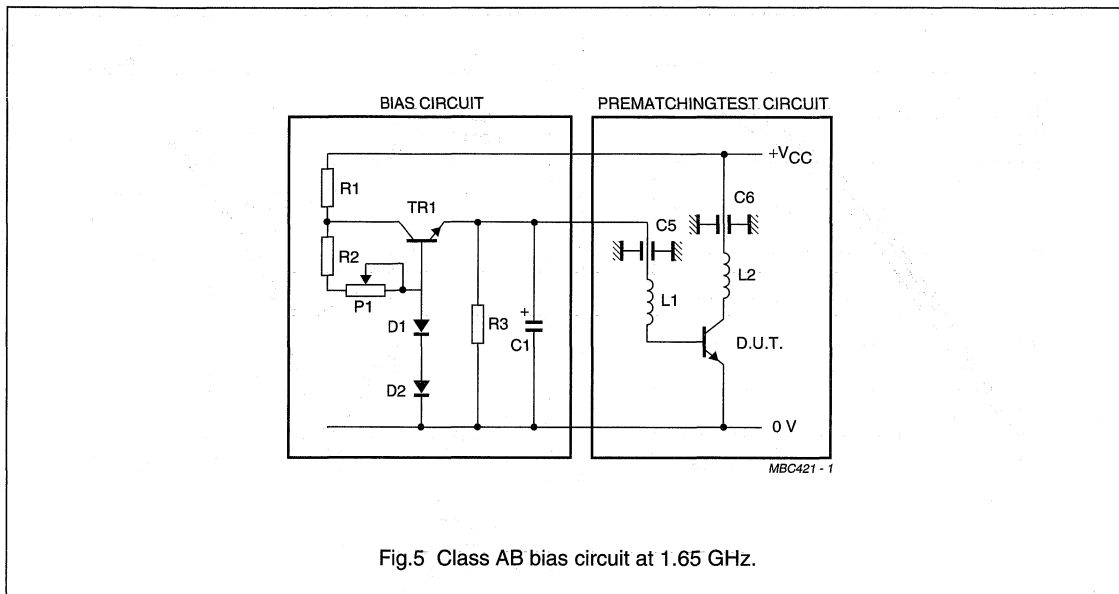 BIAS CIRCUIT
PREMATCHINGTEST CIRCUIT
+VCC
R1
TR1
C6
C5
R2
L2
P1
L1
D1
R3
+
C1
D.U.T.
D2
0 V
MBC421 - 1
Fig.5 Class AB bias circuit at 1.65 GHz.